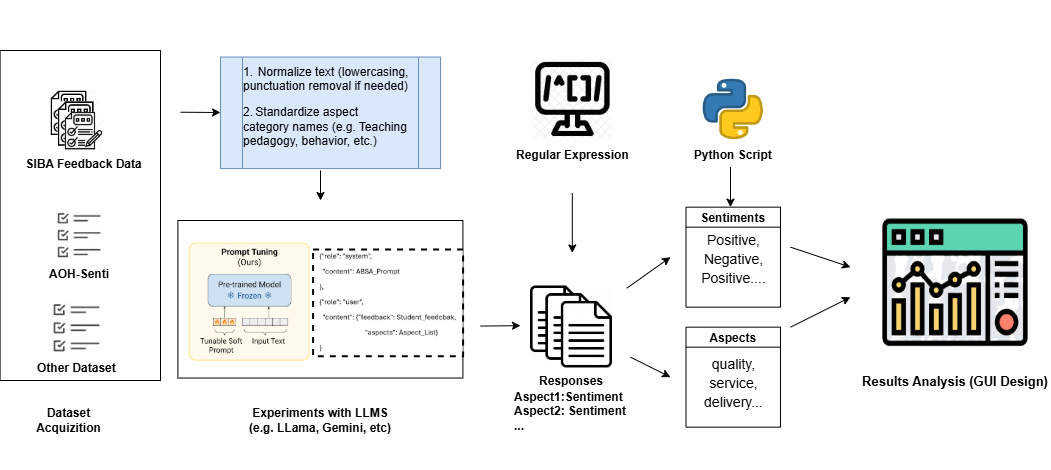 1. Normalize text (lowercasing,
punctuation removal if needed)
2. Standardize aspect
category names (e.g. Teaching
pedagogy, behavior, etc.)
/^[]/
Regular Expression
Python Script
SIBA Feedback Data
AOH-Senti
Other Dataset
Dataset
Acquizition
Prompt Tuning
(Ours)
Pre-trained Model
Frozen
Tunable Soft
Prompt
Input Text
{"role": "system",
"content": ABSA_Prompt
},
{"role": "user",
"content": {"feedback": Student_feedcbak,
"aspects": Aspect_List}
}
Experiments with LLMS
(e.g. LLama, Gemini, etc)
Responses
Aspect1:Sentiment
Aspect2: Sentiment
...
Sentiments
Positive,
Negative,
Positive....
Aspects
quality,
service,
delivery...
Results Analysis (GUI Design)